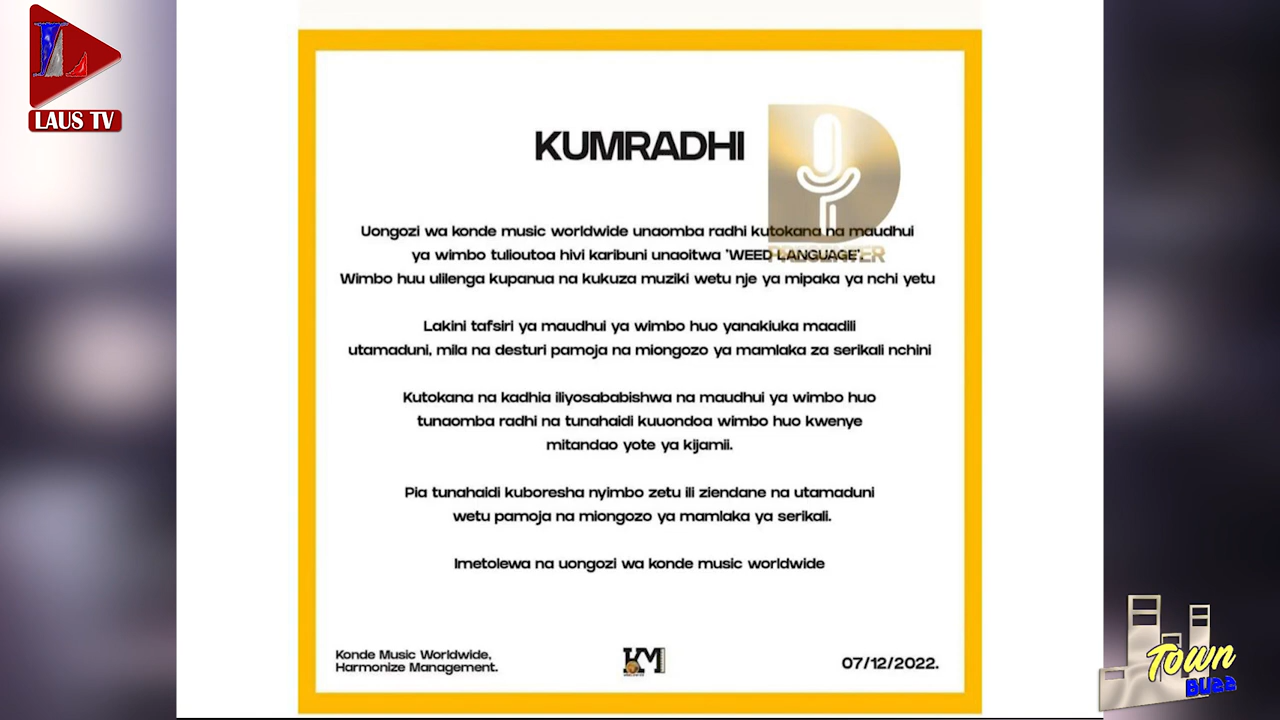 LAUS TV
KUMRADHI
PRESENTER
Uongozi wa konde music worldwide unaomba radhi kutokana na maudhui
ya wimbo tulioutoa hivi karibuni unaoitwa 'WEED LANGUAGE'.
Wimbo huu ulilenga kupanua na kukuza muziki wetu nje ya mipaka ya nchi yetu
Lakini tafsiri ya maudhui ya wimbo huo yanakiuka maadili
utamaduni, mila na desturi pamoja na miongozo ya mamlaka za serikali nchini
Kutokana na kadhia iliyosababishwa na maudhui ya wimbo huo
tunaomba radhi na tunahaidi kuuondoa wimbo huo kwenye
mitandao yote ya kijamii.
Pia tunahaidi kuboresha nyimbo zetu ili ziendane na utamaduni
wetu pamoja na miongozo ya mamlaka ya serikali.
Imetolewa na uongozi wa konde music worldwide
Konde Music Worldwide,
Harmonize Management.
KM
07/12/2022.
Town
Buzz